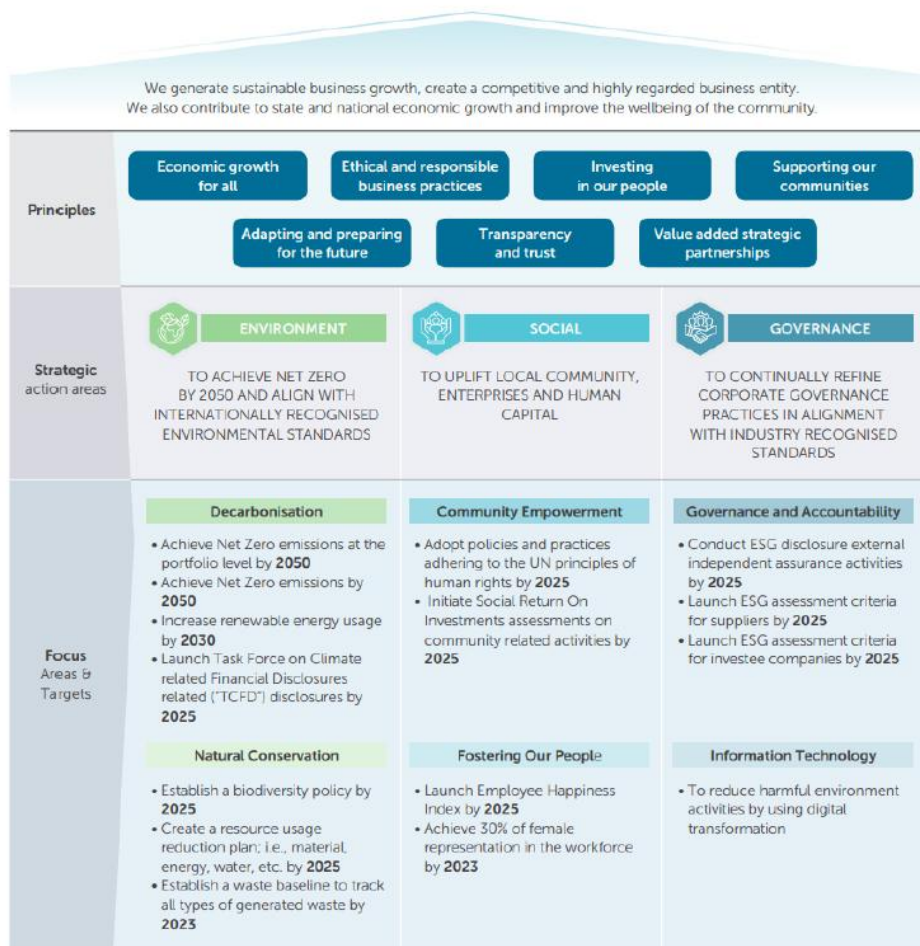 We generate sustainable business growth, create a competitive and highly regarded business entity.
We also contribute to state and national economic growth and improve the wellbeing of the community.
Principles
Economic growth
for all
Ethical and responsible
business practices
Investing
in our people
Supporting our
communities
Adapting and preparing
for the future
Transparency
and trust
Value added strategic
partnerships
Strategic
action areas
ENVIRONMENT
TO ACHIEVE NET ZERO
BY 2050 AND ALIGN WITH
INTERNATIONALLY RECOGNISED
ENVIRONMENTAL STANDARDS
SOCIAL
TO UPLIFT LOCAL COMMUNITY,
ENTERPRISES AND HUMAN
CAPITAL
GOVERNANCE
TO CONTINUALLY REFINE
CORPORATE GOVERNANCE
PRACTICES IN ALIGNMENT
WITH INDUSTRY RECOGNISED
STANDARDS
Focus
Areas &
Targets
Decarbonisation
• Achieve Net Zero emissions at the
portfolio level by 2050
• Achieve Net Zero emissions by
2050
• Increase renewable energy usage
by 2030
• Launch Task Force on Climate
related Financial Disclosures
related ("TCFD") disclosures by
2025
Community Empowerment
• Adopt policies and practices
adhering to the UN principles of
human rights by 2025
• Initiate Social Return On
Investments assessments on
community related activities by
2025
Governance and Accountability
• Conduct ESG disclosure external
independent assurance activities
by 2025
• Launch ESG assessment criteria
for suppliers by 2025
• Launch ESG assessment criteria
for investee companies by 2025
Natural Conservation
• Establish a biodiversity policy by
2025
• Create a resource usage
reduction plan; i.e., material,
energy, water, etc. by 2025
• Establish a waste baseline to track
all types of generated waste by
2023
Fostering Our People
• Launch Employee Happiness
Index by 2025
• Achieve 30% of female
representation in the workforce
by 2023
Information Technology
• To reduce harmful environment
activities by using digital
transformation